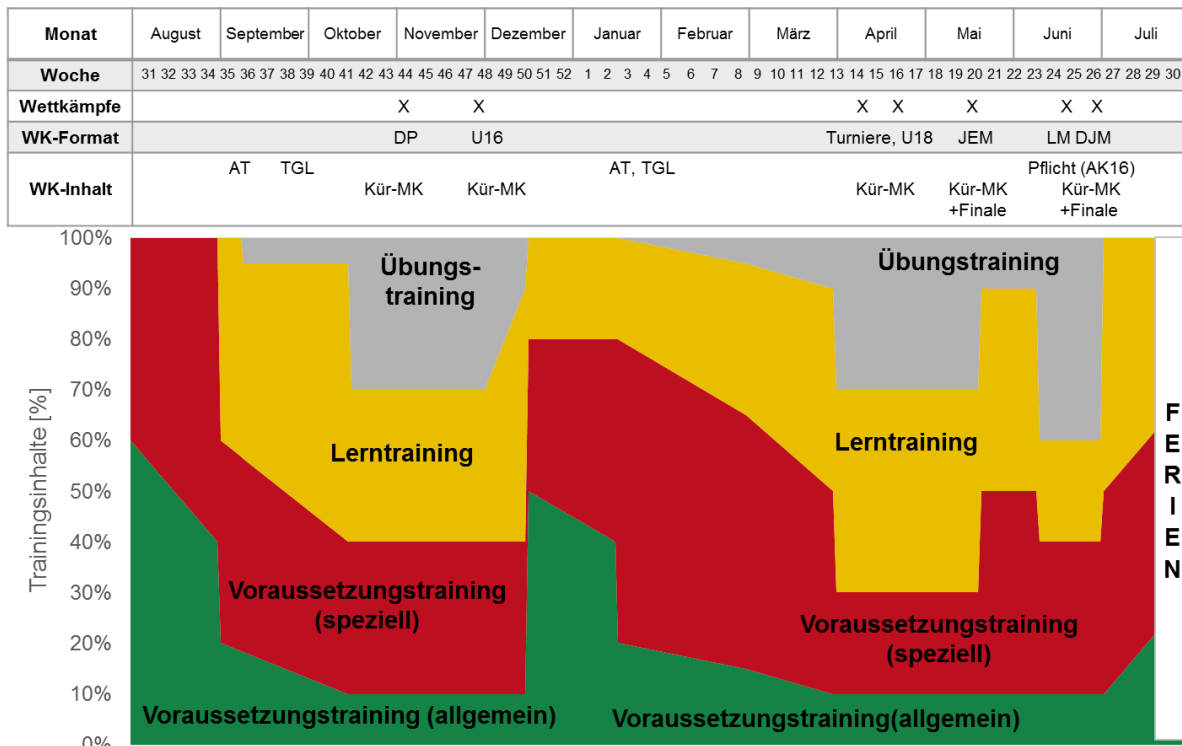 Monat August September Oktober November Dezember Januar Februar März April Mai Juni Juli
Woche 31 32 33 34 35 36 37 38 39 40 41 42 43 44 45 46 47 48 49 50 51 52 1 2 3 4 5 6 7 8 9 10 11 12 13 14 15 16 17 18 19 20 21 22 23 24 25 26 27 28 29 30
Wettkämpfe X X X X X X X
WK-Format DP U16 Turniere, U18 JEM LM DJM
AT TGL AT, TGL Pflicht (AK16)
WK-Inhalt Kür-MK Kür-MK Kür-MK Kür-MK Kür-MK
+Finale +Finale
100%
90%
80%
70%
60%
50%
40%
30%
20%
10%
0%
Trainingsinhalte [%]
Übungs-
training
Übungstraining
Lerntraining
Lerntraining
Voraussetzungstraining
(speziell)
Voraussetzungstraining
(speziell)
Voraussetzungstraining (allgemein)
Voraussetzungstraining(allgemein)
F
E
R
I
E
N